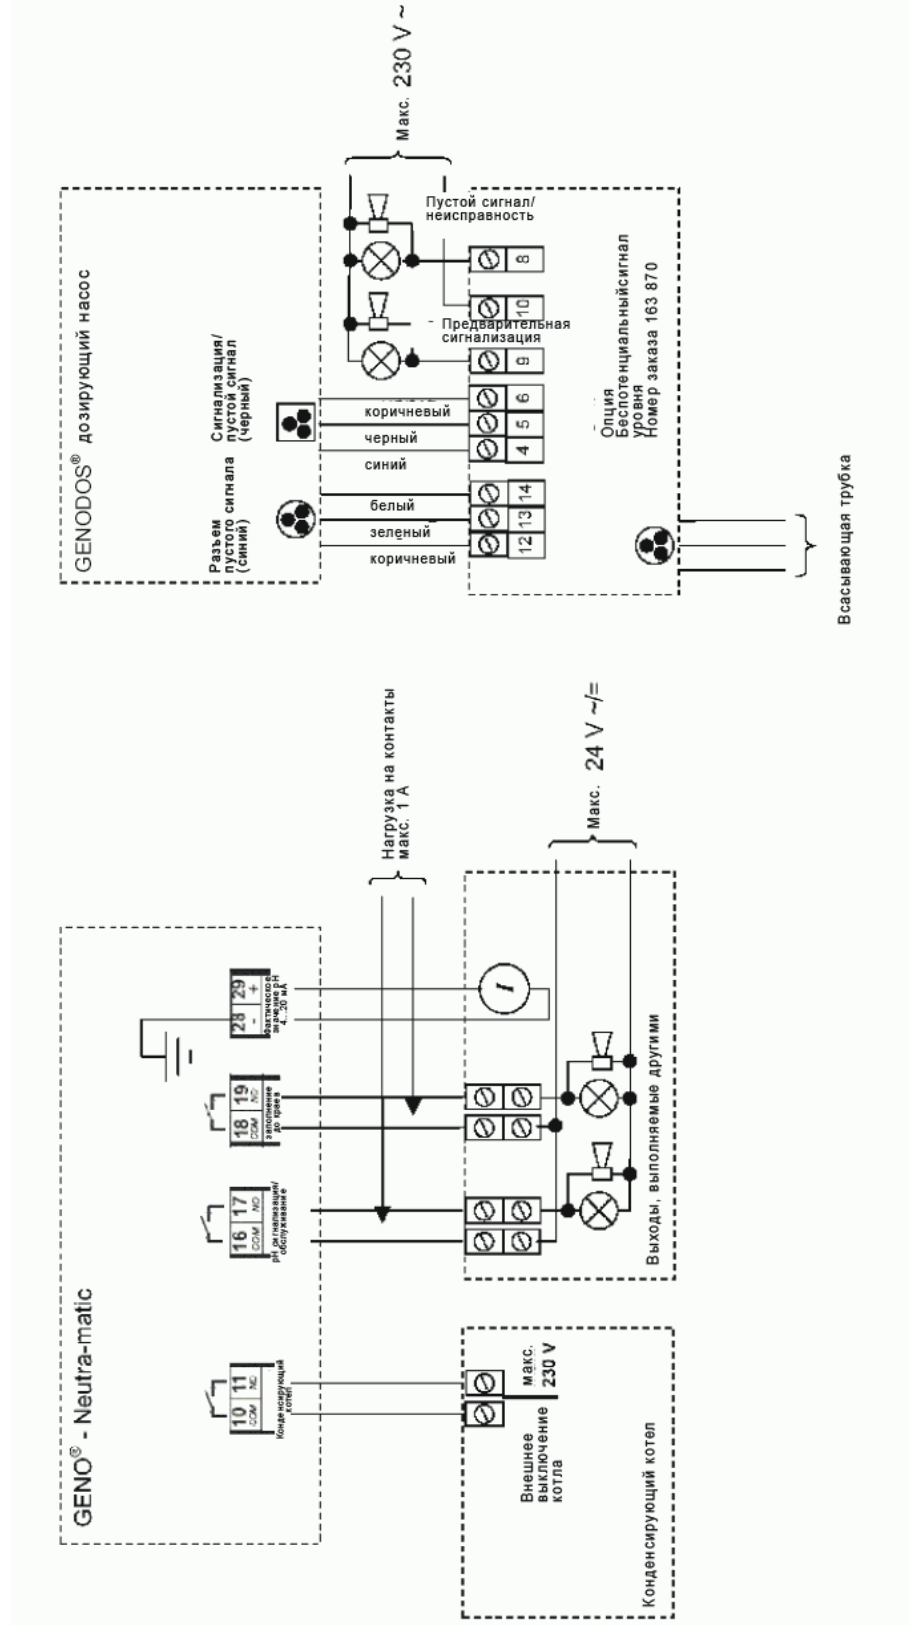 GENO® - Neutra-matic
10
11
COM
NO
Конденсирующий
котел
16
17
COM
NO
pH сигнализация/
обслуживание
18
19
COM
NO
заполнение
до краев
28
29
-
+
Фактическое
значение pH
4...20 мА
Нагрузка на контакты
макс. 1 А
Внешнее
выключение
котла
макс.
230 V
Конденсирующий котел
I
Выходы, выполняемые другими
Макс. 24 V ~/=
GENODOS® дозирующий насос
Разъем
пустого сигнала
(синий)
Сигнализация/
пустой сигнал
(черный)
коричневый
черный
синий
белый
зеленый
коричневый
12
13
14
4
5
6
9
10
8
Предварительная
сигнализация
Пустой сигнал/
неисправность
Макс. 230 V ~
Опция
Беспотенциальныйсигнал
уровня
Номер заказа 163 870
Всасывающая трубка